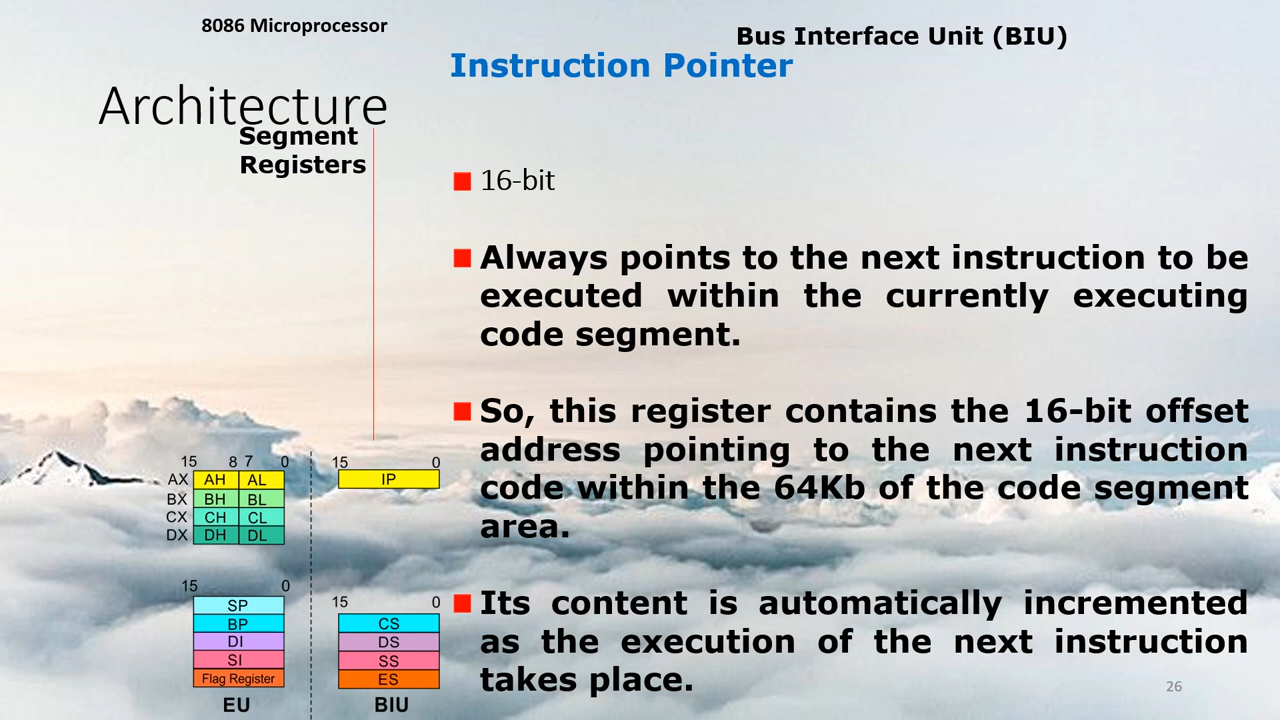 8086 Microprocessor
Bus Interface Unit (BIU)
Instruction Pointer
Architecture
Segment
Registers
16-bit
Always points to the next instruction to be
executed within the currently executing
code segment.
So, this register contains the 16-bit offset
address pointing to the next instruction
code within the 64Kb of the code segment
area.
Its content is automatically incremented
as the execution of the next instruction
takes place.
15 8 7 0
AX AH AL
BX BH BL
CX CH CL
DX DH DL
15 0
IP
15 0
SP
BP
DI
SI
Flag Register
EU
15 0
CS
DS
SS
ES
BIU
26